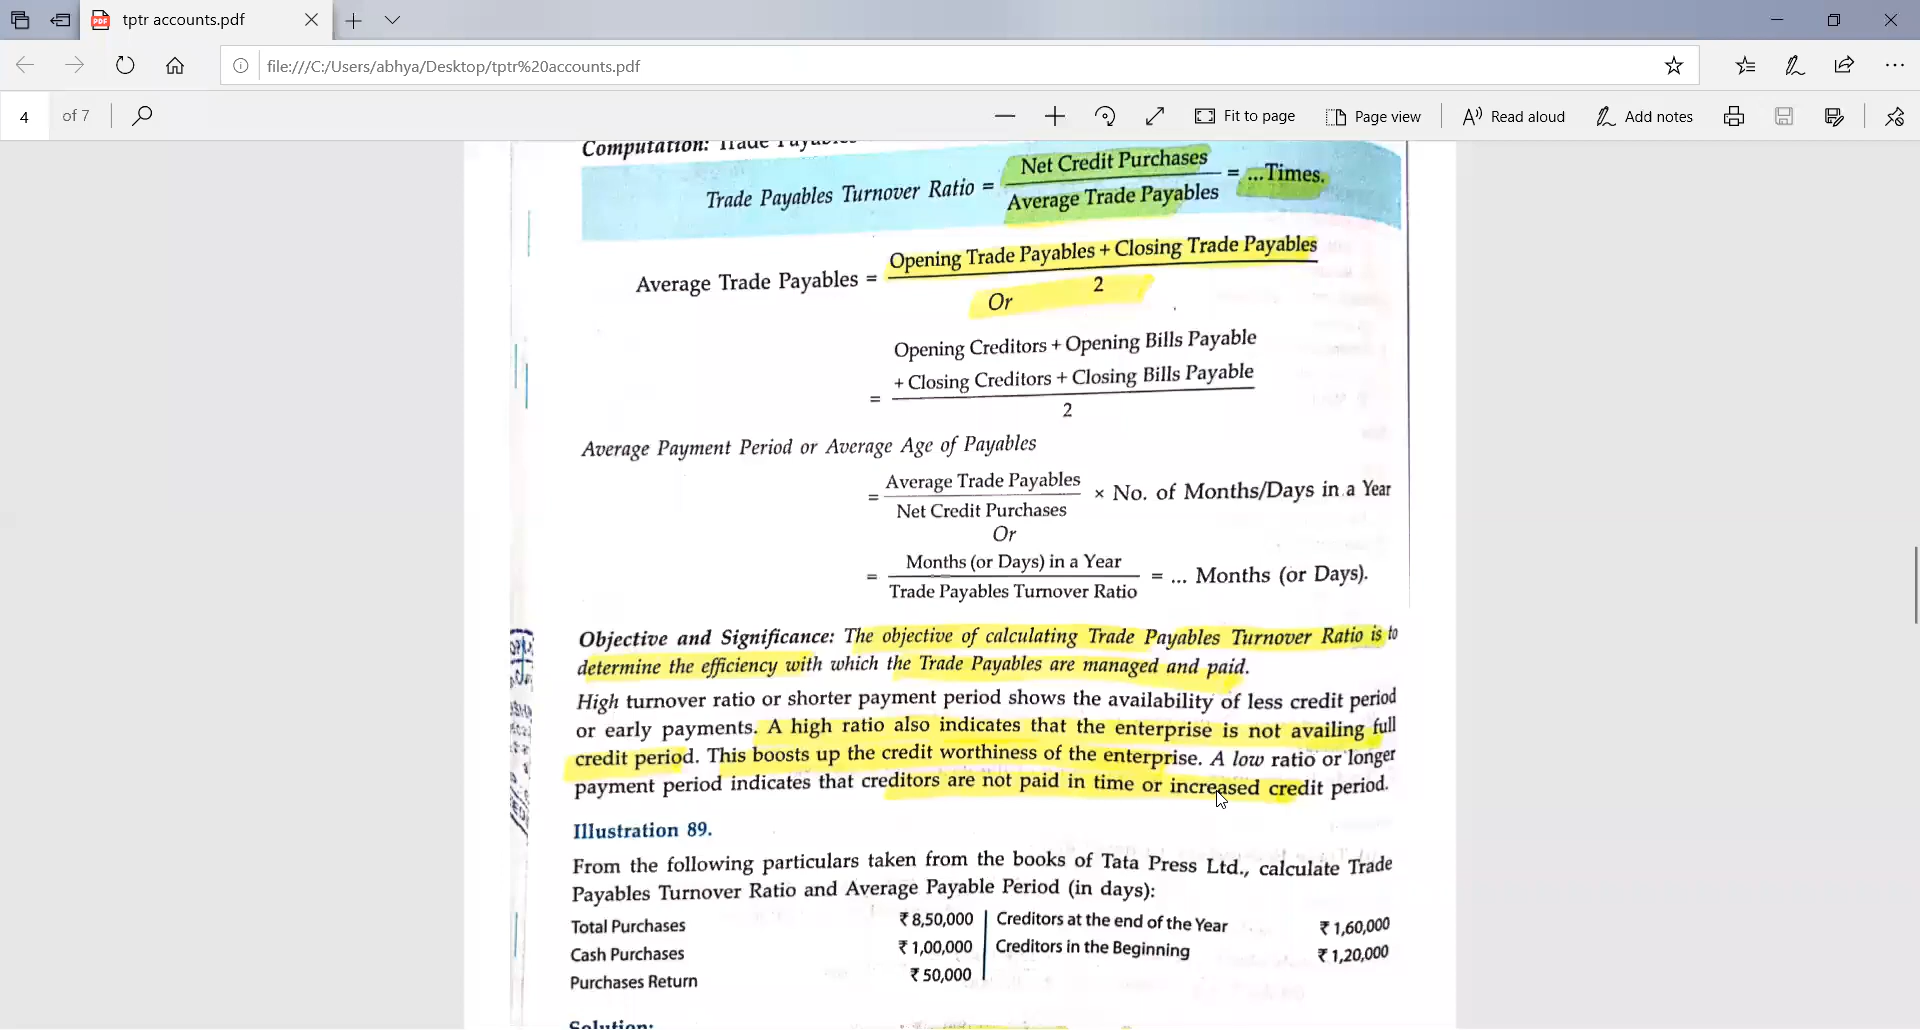 tptr accounts.pdf
file:///C:/Users/abhya/Desktop/tptr%20accounts.pdf
4 of 7
Fit to page
Page view
Read aloud
Add notes
Computation: Trade Payables
Trade Payables Turnover Ratio = Net Credit Purchases / Average Trade Payables = ...Times.
Average Trade Payables = Opening Trade Payables + Closing Trade Payables / 2
Or
Opening Creditors + Opening Bills Payable
+ Closing Creditors + Closing Bills Payable
=
2
Average Payment Period or Average Age of Payables
= Average Trade Payables / Net Credit Purchases × No. of Months/Days in a Year
Or
= Months (or Days) in a Year / Trade Payables Turnover Ratio = ... Months (or Days).
Objective and Significance: The objective of calculating Trade Payables Turnover Ratio is to
determine the efficiency with which the Trade Payables are managed and paid.
High turnover ratio or shorter payment period shows the availability of less credit period
or early payments. A high ratio also indicates that the enterprise is not availing full
credit period. This boosts up the credit worthiness of the enterprise. A low ratio or longer
payment period indicates that creditors are not paid in time or increased credit period.
Illustration 89.
From the following particulars taken from the books of Tata Press Ltd., calculate Trade
Payables Turnover Ratio and Average Payable Period (in days):
Total Purchases ₹ 8,50,000 Creditors at the end of the Year ₹ 1,60,000
Cash Purchases ₹ 1,00,000 Creditors in the Beginning ₹ 1,20,000
Purchases Return ₹ 50,000
Solution: